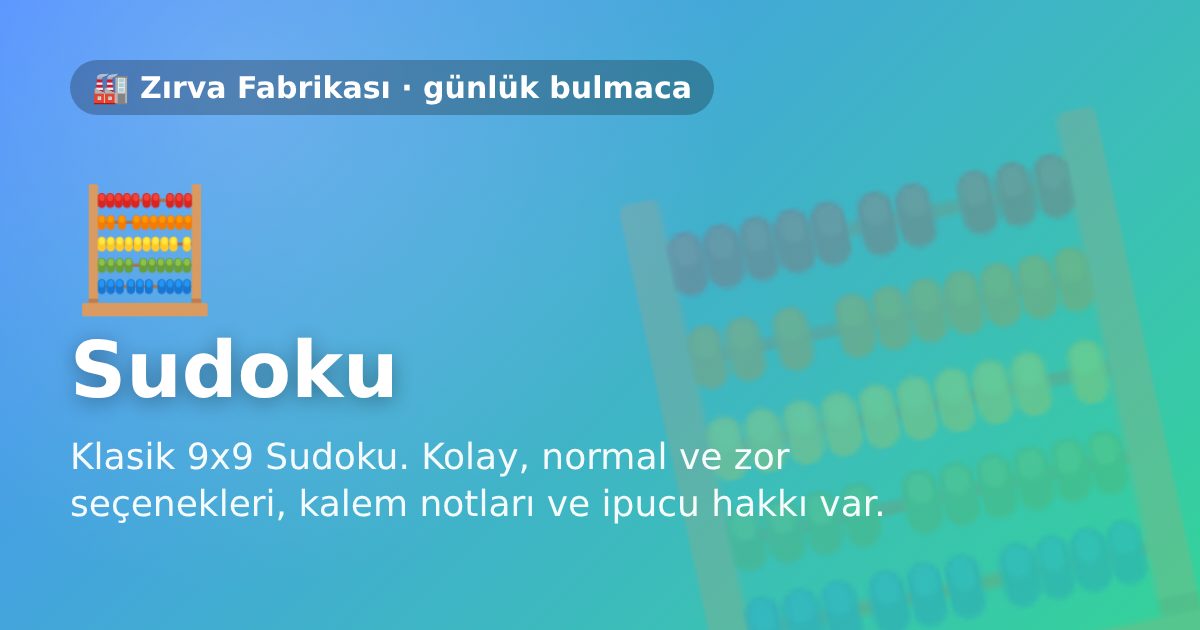 Zırva Fabrikası · günlük bulmaca
Sudoku
Klasik 9x9 Sudoku. Kolay, normal ve zor
seçenekleri, kalem notları ve ipucu hakkı var.